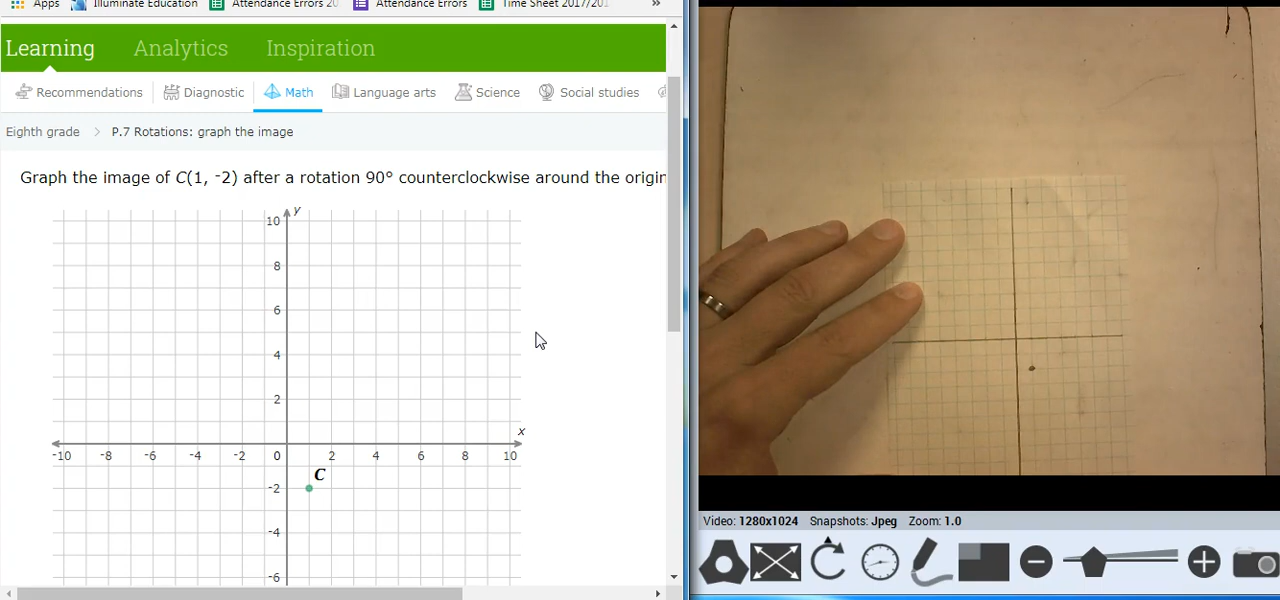 Apps Illuminate Education Attendance Errors 20 Attendance Errors Time Sheet 2017/201 »
Learning Analytics Inspiration
Recommendations Diagnostic Math Language arts Science Social studies
Eighth grade > P.7 Rotations: graph the image
Graph the image of C(1, -2) after a rotation 90° counterclockwise around the origin
y
10
8
6
4
2
x
-10 -8 -6 -4 -2 0 2 4 6 8 10
C
-2
-4
-6
Video: 1280x1024 Snapshots: Jpeg Zoom: 1.0